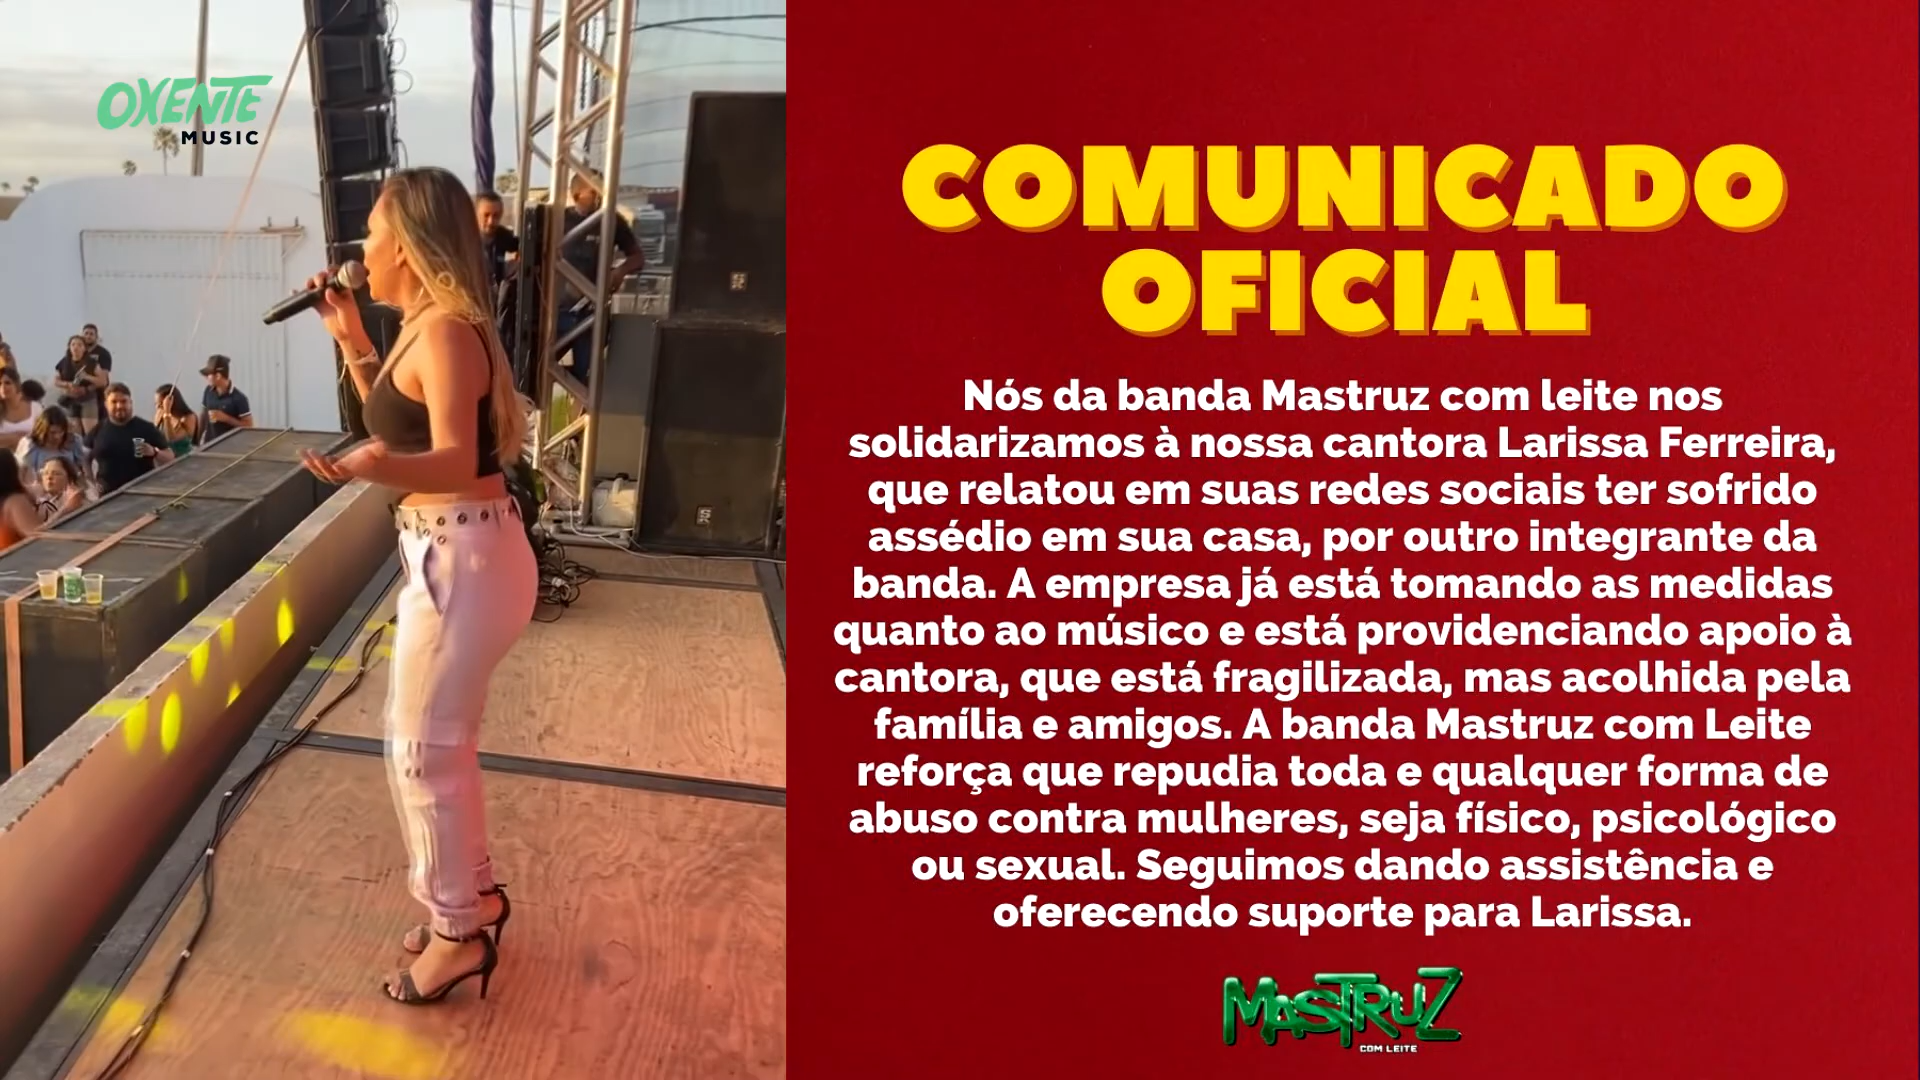 OXENTE
MUSIC
COMUNICADO
OFICIAL
Nós da banda Mastruz com leite nos
solidarizamos à nossa cantora Larissa Ferreira,
que relatou em suas redes sociais ter sofrido
assédio em sua casa, por outro integrante da
banda. A empresa já está tomando as medidas
quanto ao músico e está providenciando apoio à
cantora, que está fragilizada, mas acolhida pela
família e amigos. A banda Mastruz com Leite
reforça que repudia toda e qualquer forma de
abuso contra mulheres, seja físico, psicológico
ou sexual. Seguimos dando assistência e
oferecendo suporte para Larissa.
MASTRUZ
COM LEITE